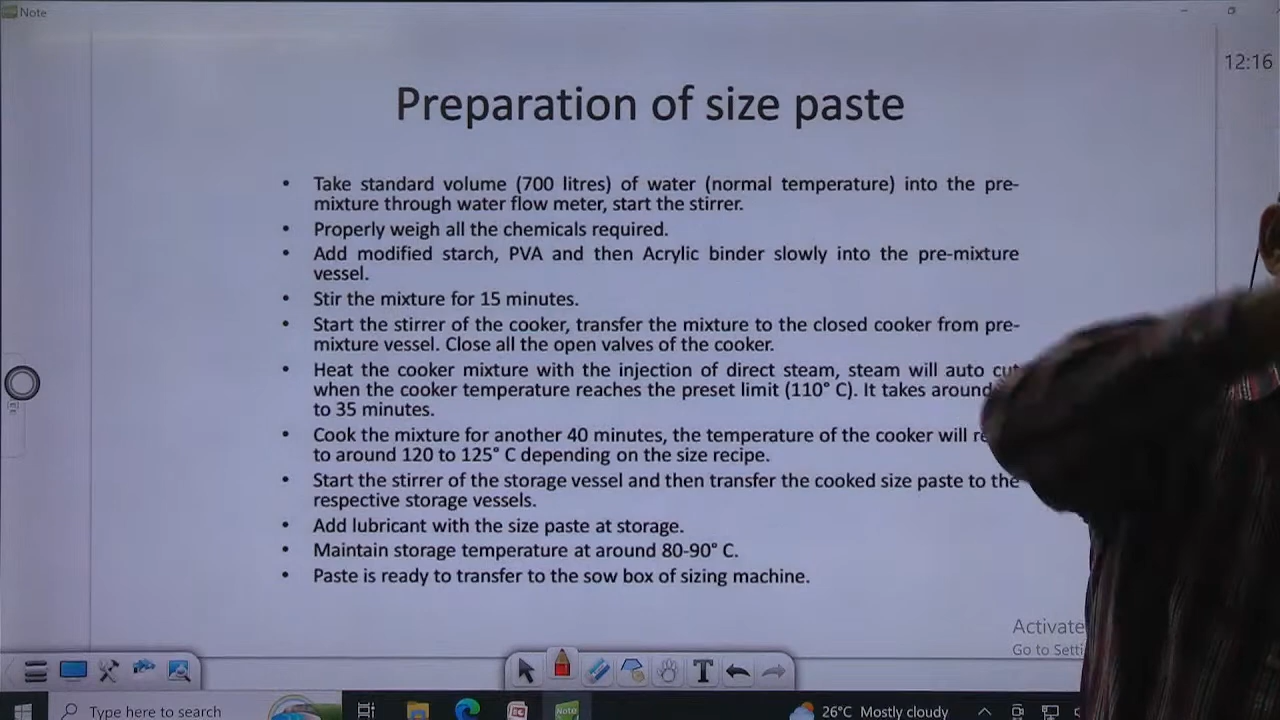 Note
12:16
Preparation of size paste
• Take standard volume (700 litres) of water (normal temperature) into the pre-
mixture through water flow meter, start the stirrer.
• Properly weigh all the chemicals required.
• Add modified starch, PVA and then Acrylic binder slowly into the pre-mixture
vessel.
• Stir the mixture for 15 minutes.
• Start the stirrer of the cooker, transfer the mixture to the closed cooker from pre-
mixture vessel. Close all the open valves of the cooker.
• Heat the cooker mixture with the injection of direct steam, steam will auto cut
when the cooker temperature reaches the preset limit (110° C). It takes around
to 35 minutes.
• Cook the mixture for another 40 minutes, the temperature of the cooker will
to around 120 to 125° C depending on the size recipe.
• Start the stirrer of the storage vessel and then transfer the cooked size paste to the
respective storage vessels.
• Add lubricant with the size paste at storage.
• Maintain storage temperature at around 80-90° C.
• Paste is ready to transfer to the sow box of sizing machine.
Activate
Go to Setti
Type here to search
Note
26°C Mostly cloudy